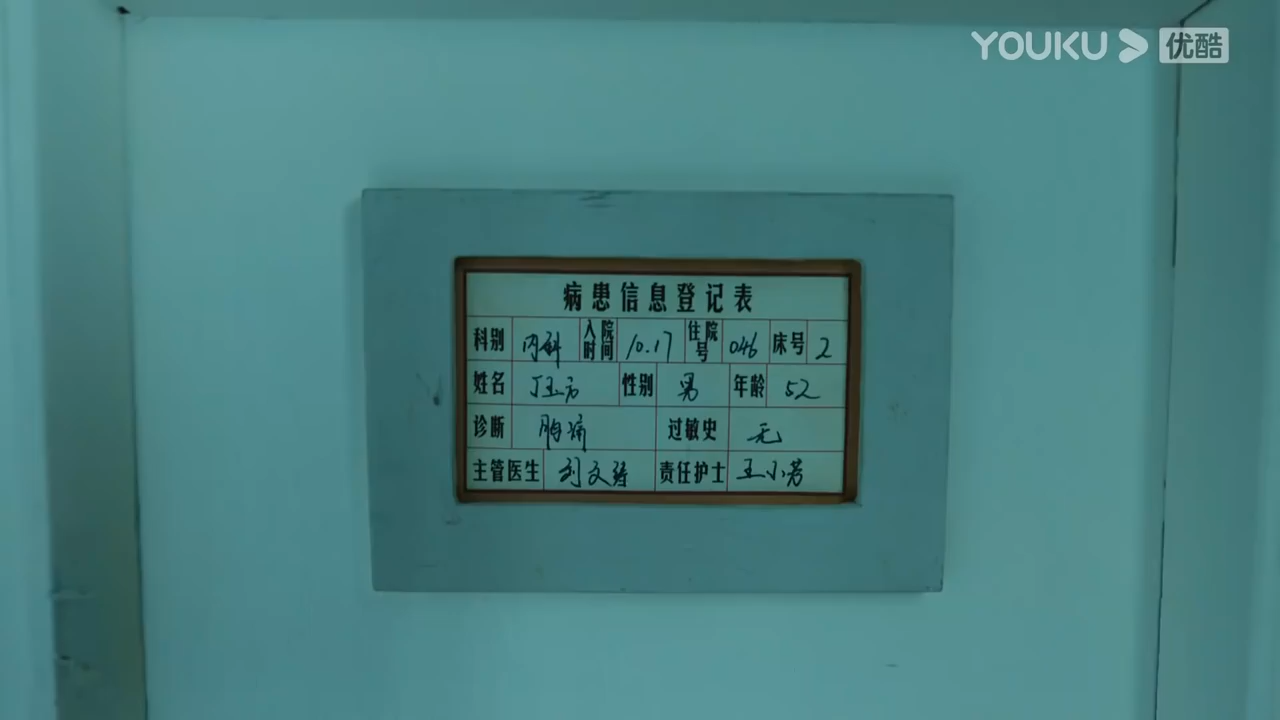 YOUKU 优酷
病患信息登记表
科别 内科 入院时间 10.17 住院号 046 床号 2
姓名 丁玉方 性别 男 年龄 52
诊断 胸痛 过敏史 无
主管医生 刘文涛 责任护士 王小芳